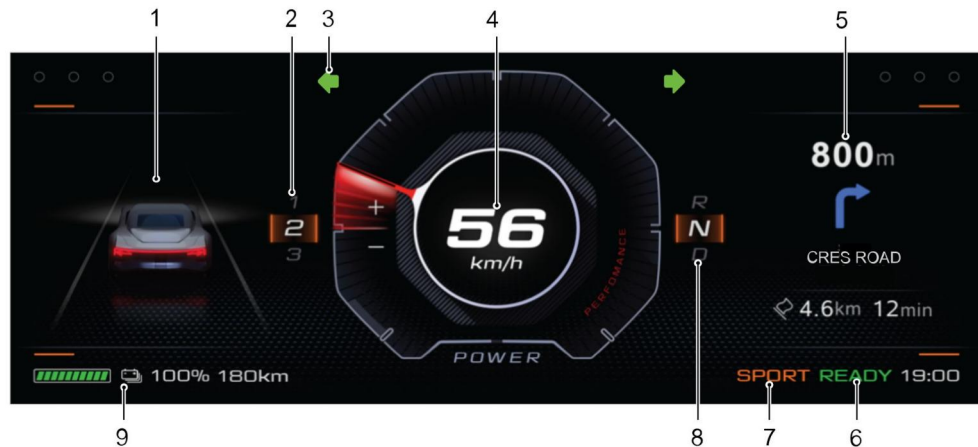 1 2 3 4 5
800m
1
2
3
+
−
56
km/h
R
N
D
PERFOMANCE
CRES ROAD
4.6km 12min
POWER
100% 180km
SPORT READY 19:00
9 8 7 6